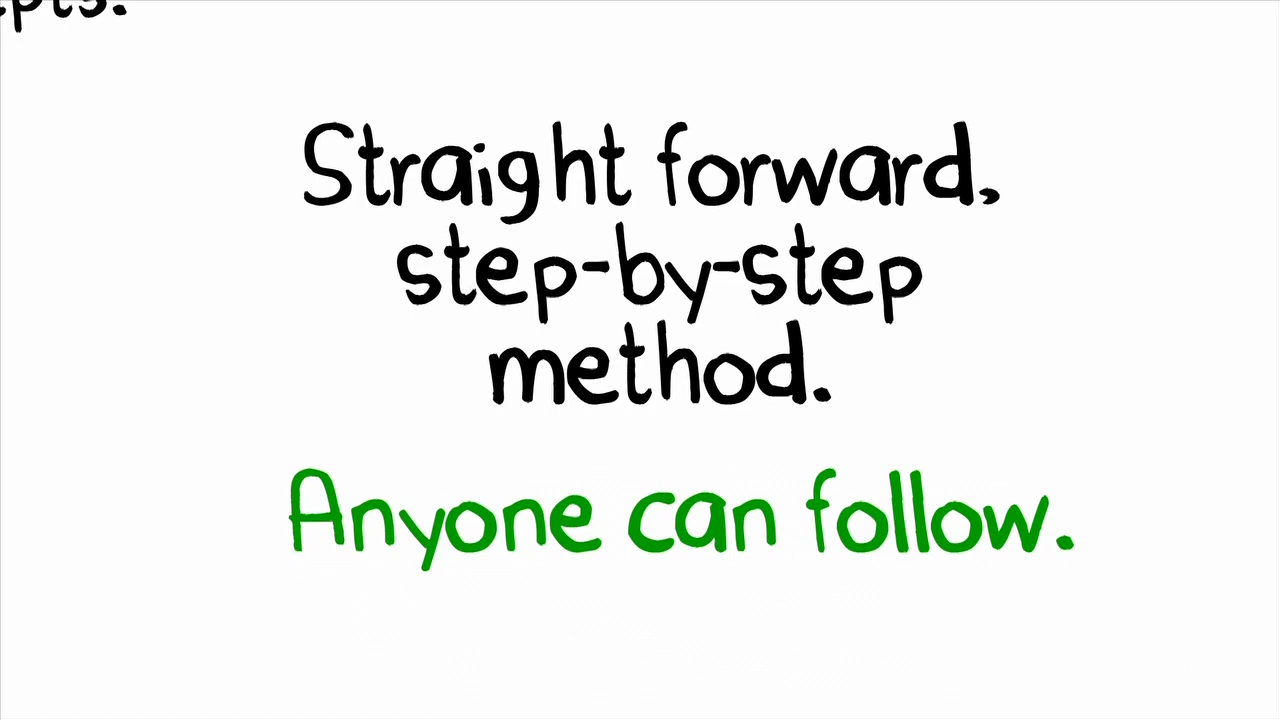 Straight forward,
step-by-step
method.
Anyone can follow.